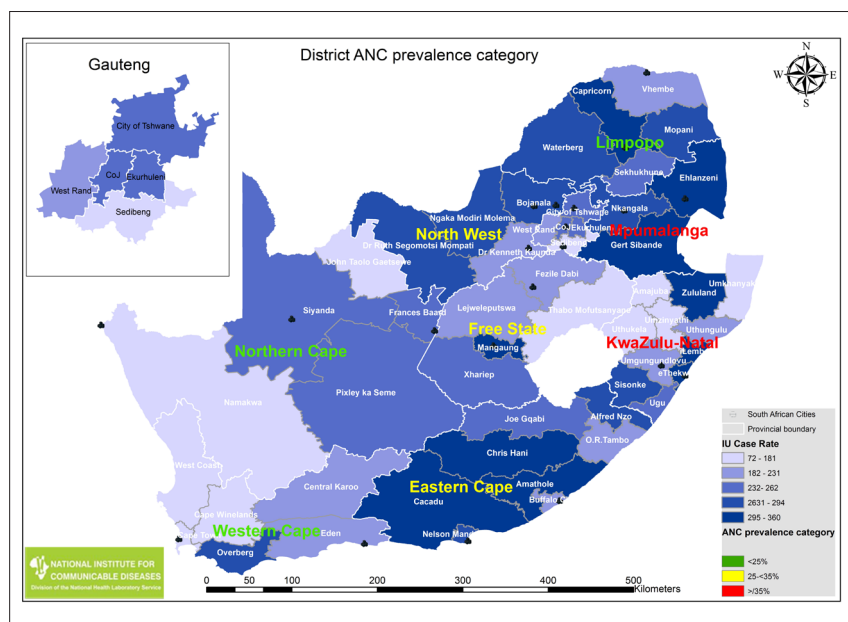 District ANC prevalence category
Gauteng
City of Tshwane
West Rand
CoJ
Ekurhuleni
Sedibeng
N
W
E
S
Capricorn
Vhembe
Waterberg
Mopani
Limpopo
Sekhukhune
Ehlanzeni
Bojanala
Nkangala
City of Tshwane
Ngaka Modiri Molema
North West
West Rand
CoJ
Ekurhuleni
Mpumalanga
Sedibeng
Gert Sibande
Dr Ruth Segomotsi Mompati
Dr Kenneth Kaunda
John Taolo Gaetsewe
Fezile Dabi
Amajuba
Zululand
Umkhanyak
Siyanda
Frances Baard
Lejweleputswa
Thabo Mofutsanyane
Umzinyathi
Free State
Uthukela
Uthungulu
KwaZulu-Natal
Northern Cape
Mangaung
iLemb
Umgungundlovu
eThekw
Xhariep
Sisonke
Pixley ka Seme
Ugu
Namakwa
Joe Gqabi
Alfred Nzo
O.R.Tambo
Chris Hani
West Coast
Central Karoo
Eastern Cape
Amathole
Cacadu
Buffalo C
Cape Winelands
Western Cape
Cape To
Eden
Nelson Man
Overberg
South African Cities
Provincial boundary
IU Case Rate
72 - 181
182 - 231
232- 262
2631 - 294
295 - 360
ANC prevalence category
<25%
25-<35%
>/35%
NATIONAL INSTITUTE FOR
COMMUNICABLE DISEASES
Division of the National Health Laboratory Service
0 50 100 200 300 400 500
Kilometers